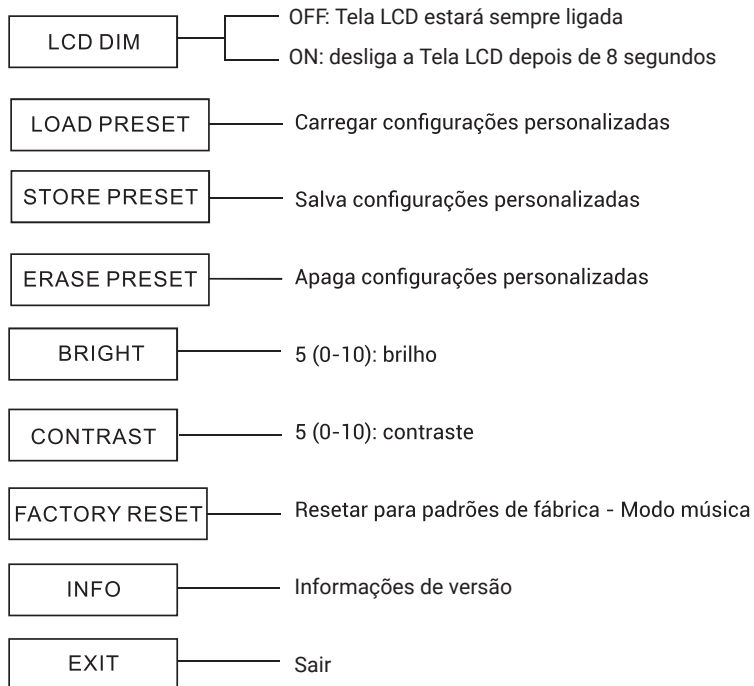 LCD DIM
OFF: Tela LCD estará sempre ligada
ON: desliga a Tela LCD depois de 8 segundos
LOAD PRESET
Carregar configurações personalizadas
STORE PRESET
Salva configurações personalizadas
ERASE PRESET
Apaga configurações personalizadas
BRIGHT
5 (0-10): brilho
CONTRAST
5 (0-10): contraste
FACTORY RESET
Resetar para padrões de fábrica - Modo música
INFO
Informações de versão
EXIT
Sair